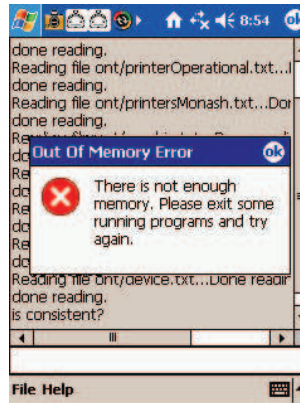 8:54 ok
done reading.
Reading file ont/printerOperational.txt...
done reading.
Reading file ont/printersMonash.txt...Dor
done reading.
Out Of Memory Error ok
There is not enough
memory. Please exit some
running programs and try
again.
Reading file ont/device.txt...Done readin
done reading.
is consistent?
File Help